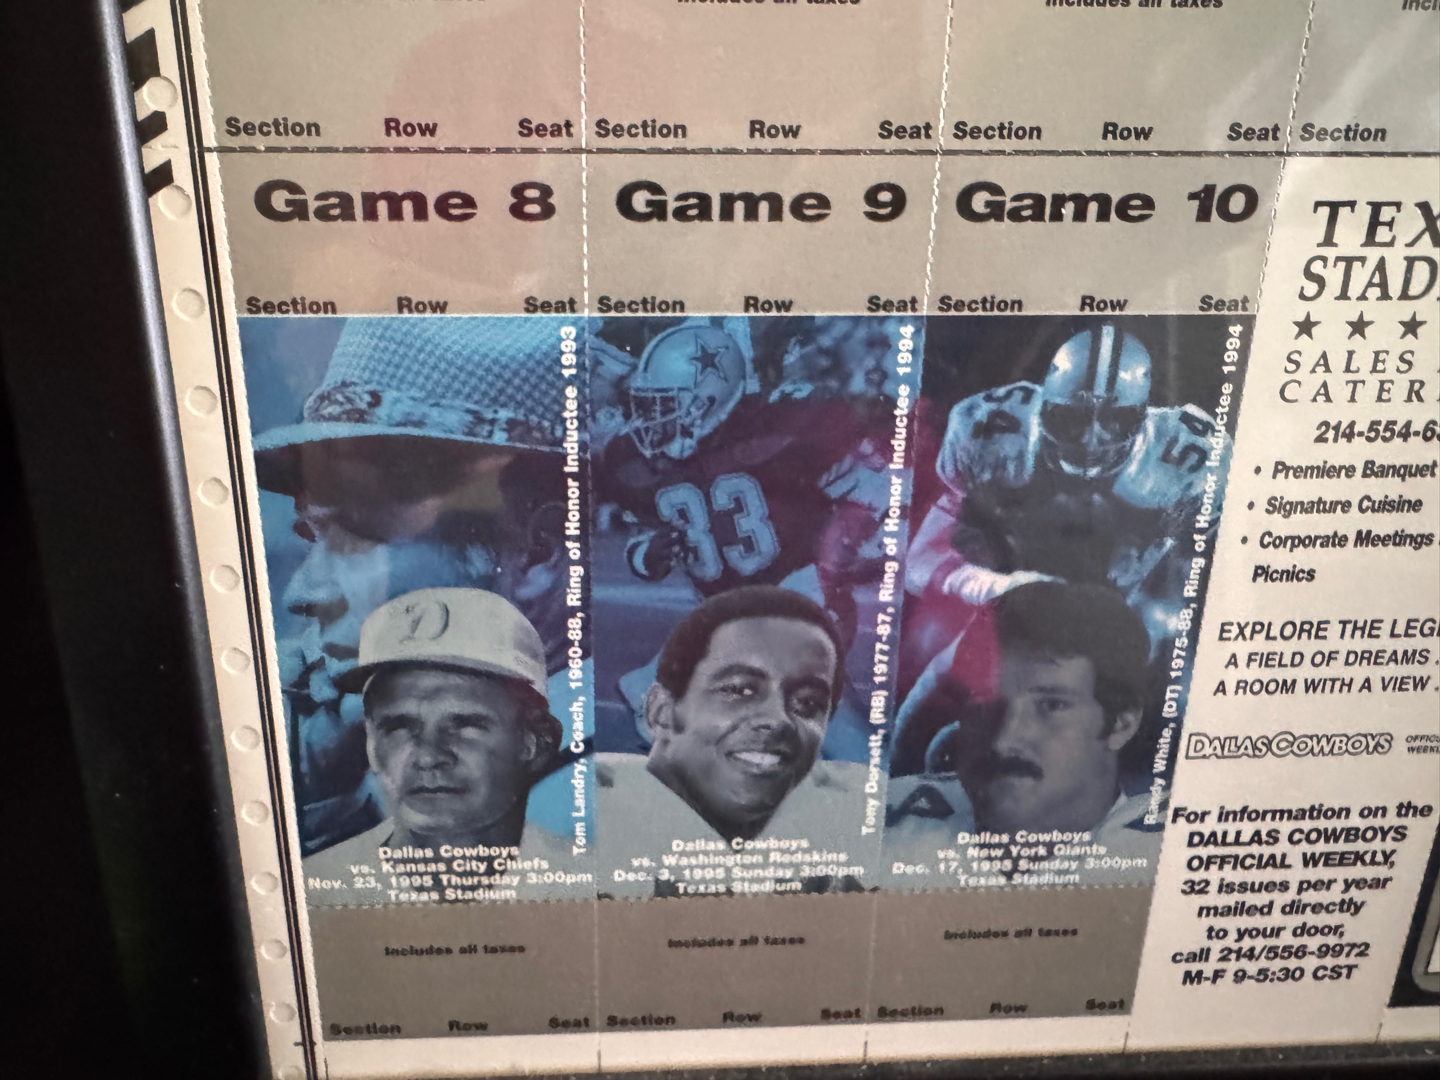 Includes all taxes
Includes all taxes
Section Row Seat
Section Row Seat
Section Row Seat
Section
Game 8
Game 9
Game 10
Section Row Seat
Section Row Seat
Section Row Seat
Tom Landry, Coach, 1960-88, Ring of Honor Inductee 1993
D
Dallas Cowboys
vs. Kansas City Chiefs
Nov. 23, 1995 Thursday 3:00pm
Texas Stadium
33
Tony Dorsett, (RB) 1977-87, Ring of Honor Inductee 1994
Dallas Cowboys
vs. Washington Redskins
Dec. 3, 1995 Sunday 3:00pm
Texas Stadium
54
54
Randy White, (DT) 1975-88, Ring of Honor Inductee 1994
Dallas Cowboys
vs. New York Giants
Dec. 17, 1995 Sunday 3:00pm
Texas Stadium
Includes all taxes
Includes all taxes
Includes all taxes
Section Row Seat
Section Row Seat
Section Row Seat
TEX
STAD
★ ★ ★
SALES
CATER
214-554-6
• Premiere Banquet
• Signature Cuisine
• Corporate Meetings
Picnics
EXPLORE THE LEG
A FIELD OF DREAMS .
A ROOM WITH A VIEW .
DALLAS COWBOYS
For information on the
DALLAS COWBOYS
OFFICIAL WEEKLY,
32 issues per year
mailed directly
to your door,
call 214/556-9972
M-F 9-5:30 CST